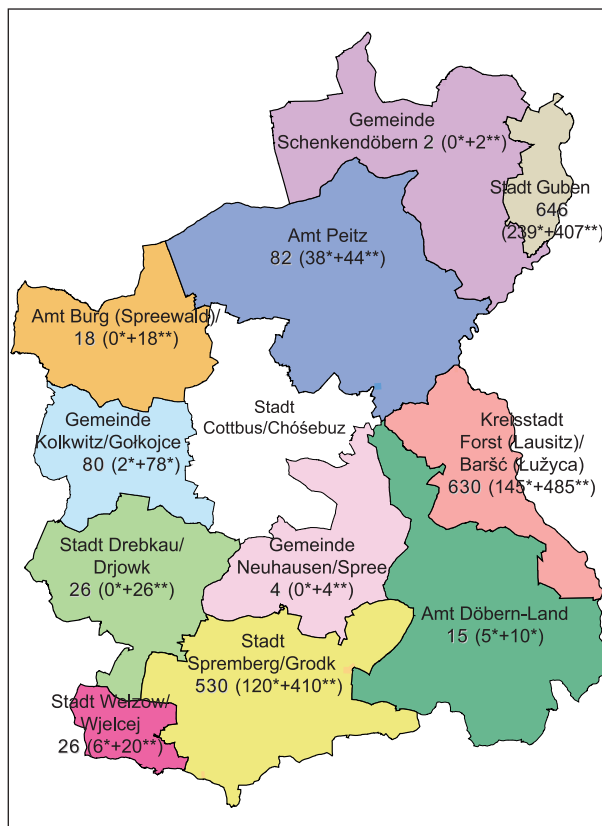 Gemeinde
Schenkendöbern 2 (0*+2**)
Stadt Guben
646
(239*+407**)
Amt Peitz
82 (38*+44**)
Amt Burg (Spreewald)/
18 (0*+18**)
Stadt
Cottbus/Chóśebuz
Gemeinde
Kolkwitz/Gołkojce
80 (2*+78*)
Kreisstadt
Forst (Lausitz)/
Baršć (Łužyca)
630 (145*+485**)
Stadt Drebkau/
Drjowk
26 (0*+26**)
Gemeinde
Neuhausen/Spree
4 (0*+4**)
Amt Döbern-Land
15 (5*+10*)
Stadt
Spremberg/Grodk
530 (120*+410**)
Stadt Welzow/
Wjelcej
26 (6*+20**)